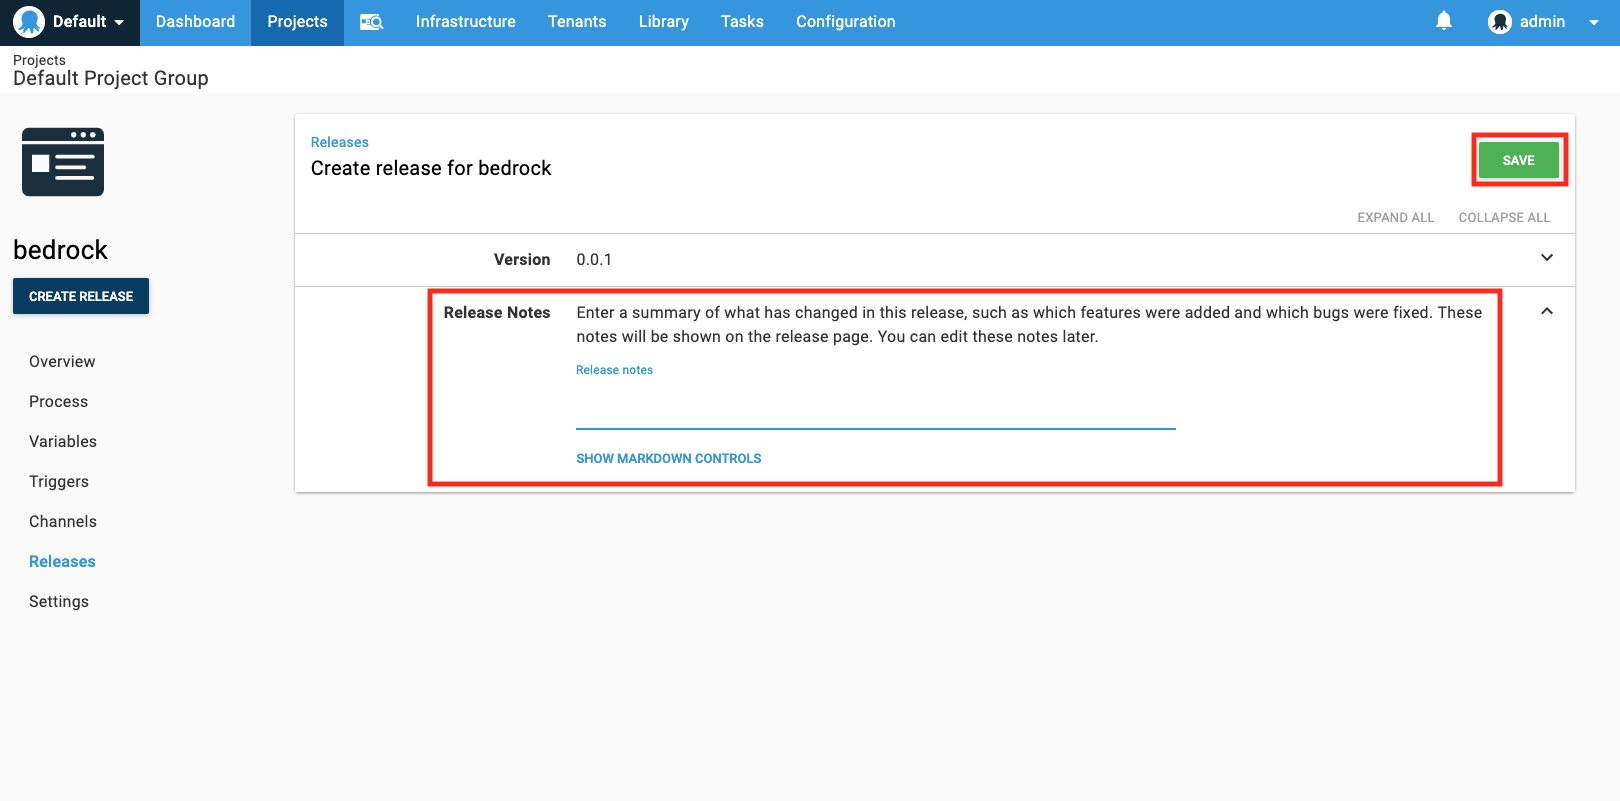 Default Dashboard Projects Infrastructure Tenants Library Tasks Configuration admin
Projects
Default Project Group
Releases
Create release for bedrock
SAVE
EXPAND ALL COLLAPSE ALL
bedrock
CREATE RELEASE
Overview
Process
Variables
Triggers
Channels
Releases
Settings
Version 0.0.1
Release Notes Enter a summary of what has changed in this release, such as which features were added and which bugs were fixed. These
notes will be shown on the release page. You can edit these notes later.
Release notes
SHOW MARKDOWN CONTROLS